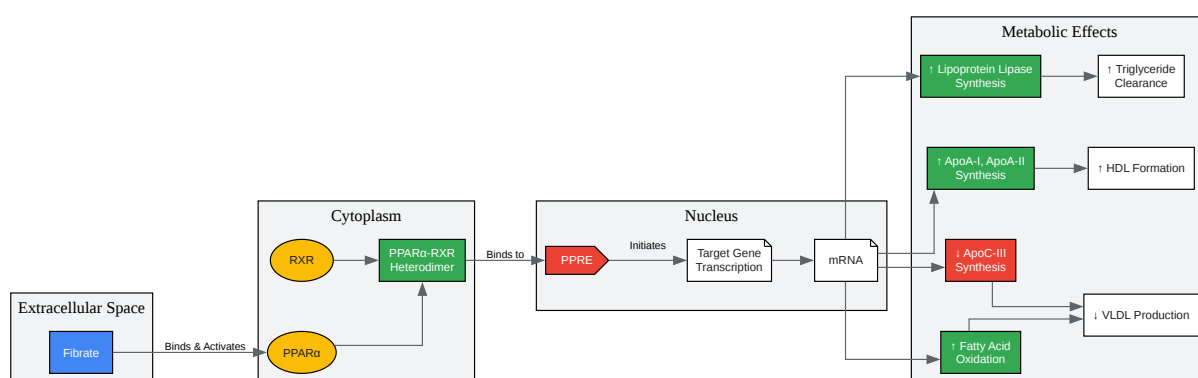 Metabolic Effects
↑ Lipoprotein Lipase
Synthesis
↑ Triglyceride
Clearance
↑ ApoA-I, ApoA-II
Synthesis
↑ HDL Formation
Cytoplasm
Nucleus
RXR
PPARα-RXR
Heterodimer
Binds to
PPRE
Initiates
Target Gene
Transcription
mRNA
↓ ApoC-III
Synthesis
Extracellular Space
↓ VLDL Production
Fibrate
Binds & Activates
PPARα
↑ Fatty Acid
Oxidation